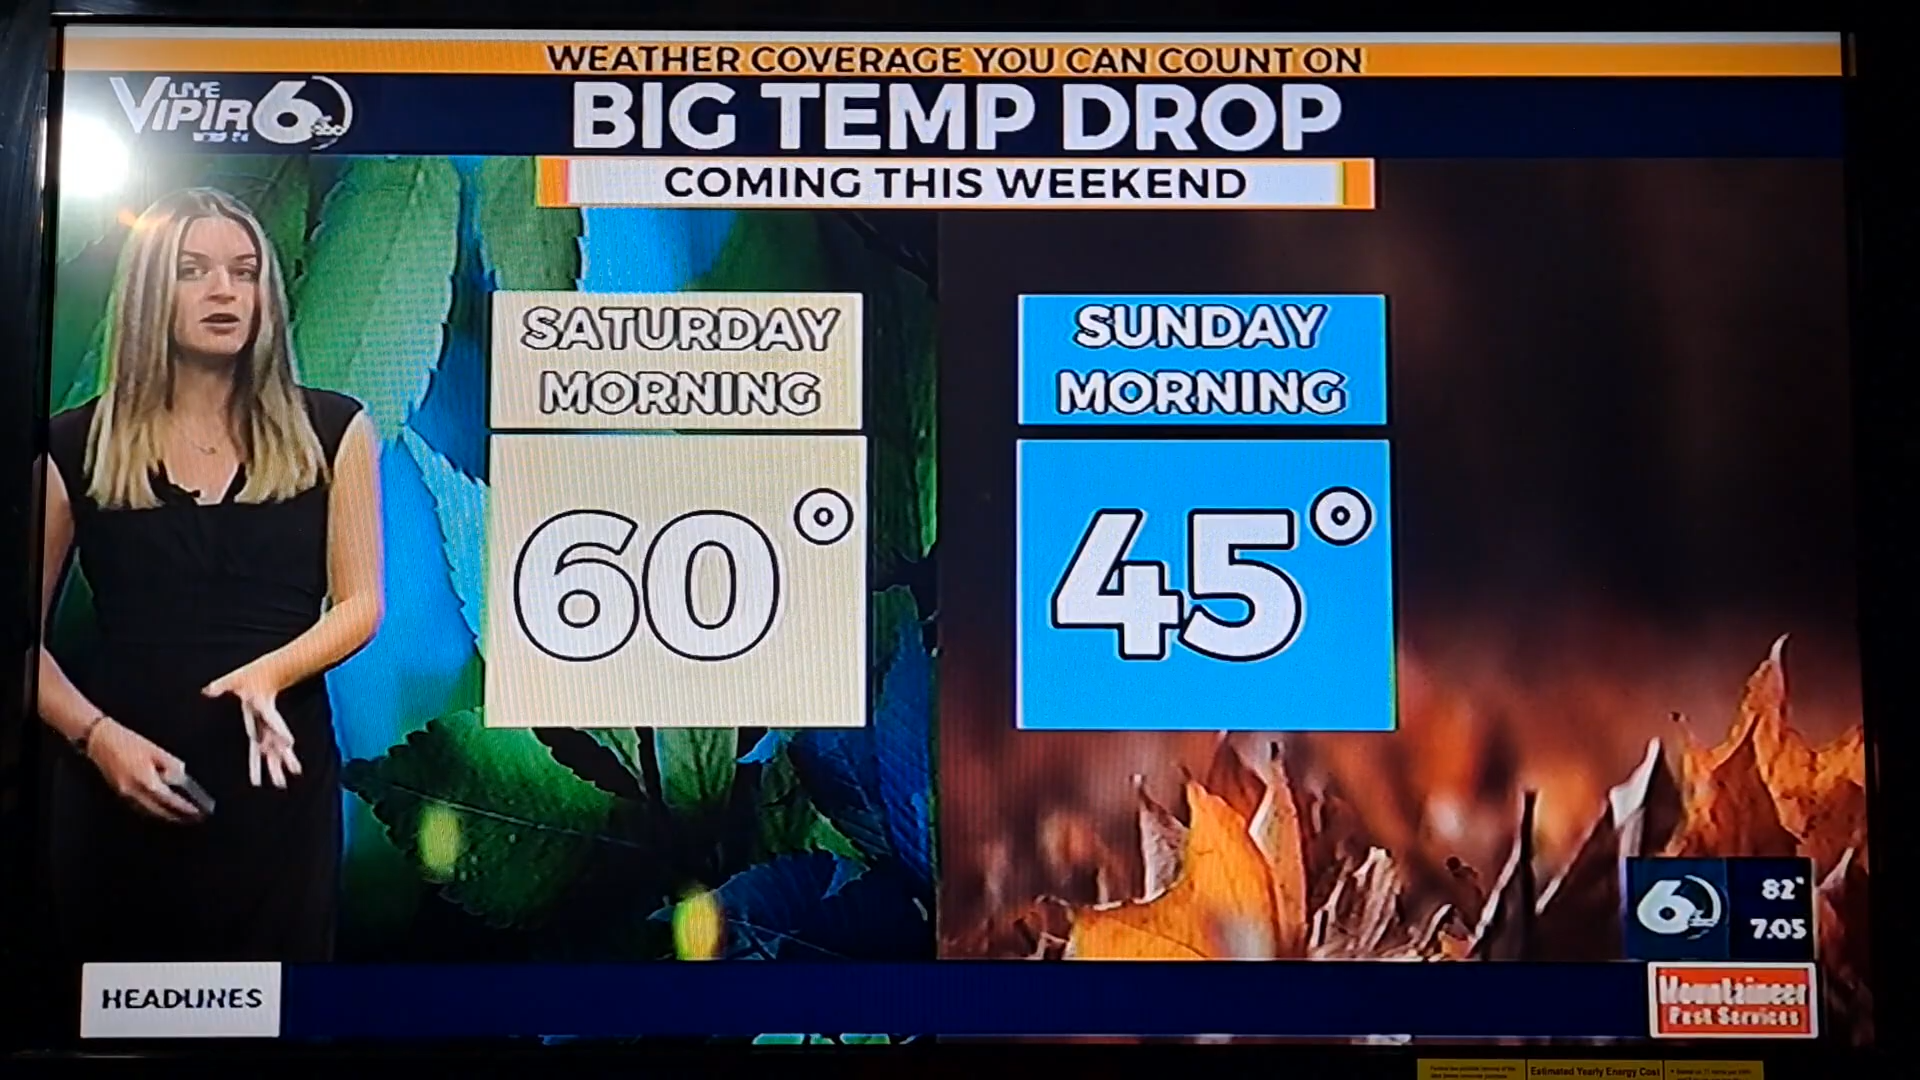 WEATHER COVERAGE YOU CAN COUNT ON
LIVE
VIPIR 6
abc
BIG TEMP DROP
COMING THIS WEEKEND
SATURDAY
MORNING
SUNDAY
MORNING
60°
45°
6
82°
7:05
HEADLINES
Mountaineer
Pest Services
Estimated Yearly Energy Cost